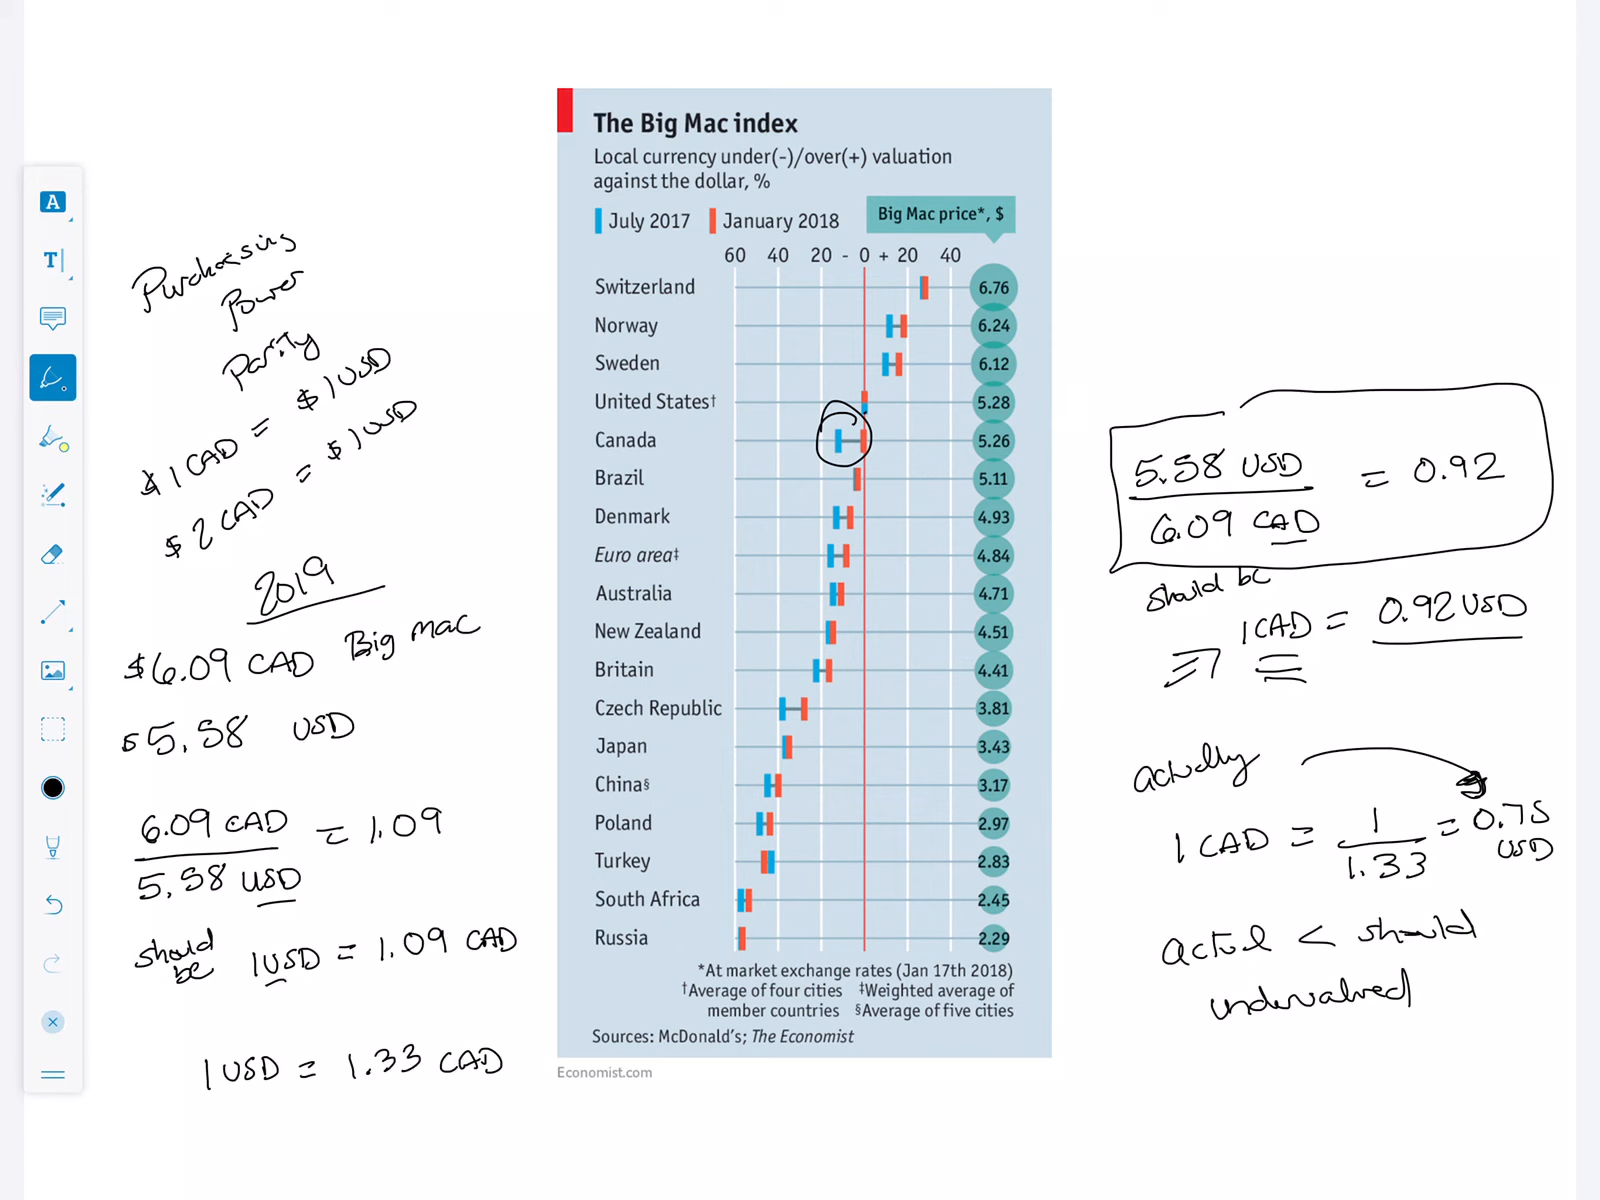 Purchasing
Power
Parity
$1 CAD = $1 USD
$2 CAD = $1 USD
2019
$6.09 CAD Big Mac
$5.58 USD
6.09 CAD
5.58 USD
= 1.09
should
be
1 USD = 1.09 CAD
1 USD = 1.33 CAD
A
T
The Big Mac index
Local currency under(-)/over(+) valuation
against the dollar, %
July 2017 January 2018
Big Mac price*, $
60 40 20 - 0 + 20 40
Switzerland 6.76
Norway 6.24
Sweden 6.12
United States† 5.28
Canada 5.26
Brazil 5.11
Denmark 4.93
Euro area‡ 4.84
Australia 4.71
New Zealand 4.51
Britain 4.41
Czech Republic 3.81
Japan 3.43
China§ 3.17
Poland 2.97
Turkey 2.83
South Africa 2.45
Russia 2.29
*At market exchange rates (Jan 17th 2018)
†Average of four cities ‡Weighted average of
member countries §Average of five cities
Sources: McDonald's; The Economist
Economist.com
5.58 USD
6.09 CAD
= 0.92
should be
1 CAD = 0.92 USD
actually
1 CAD = 1
1.33
= 0.75
USD
actual < should
undervalued